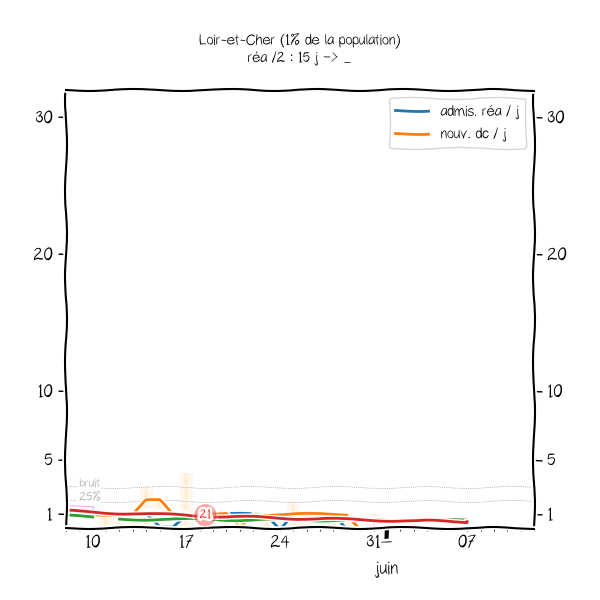 Loir-et-Cher (1% de la population)
réa /2 : 15 j -> _
admis. réa / j
nouv. dc / j
30
30
20
20
10
10
5
5
bruit
25%
1
21
1
10
17
24
31
07
juin